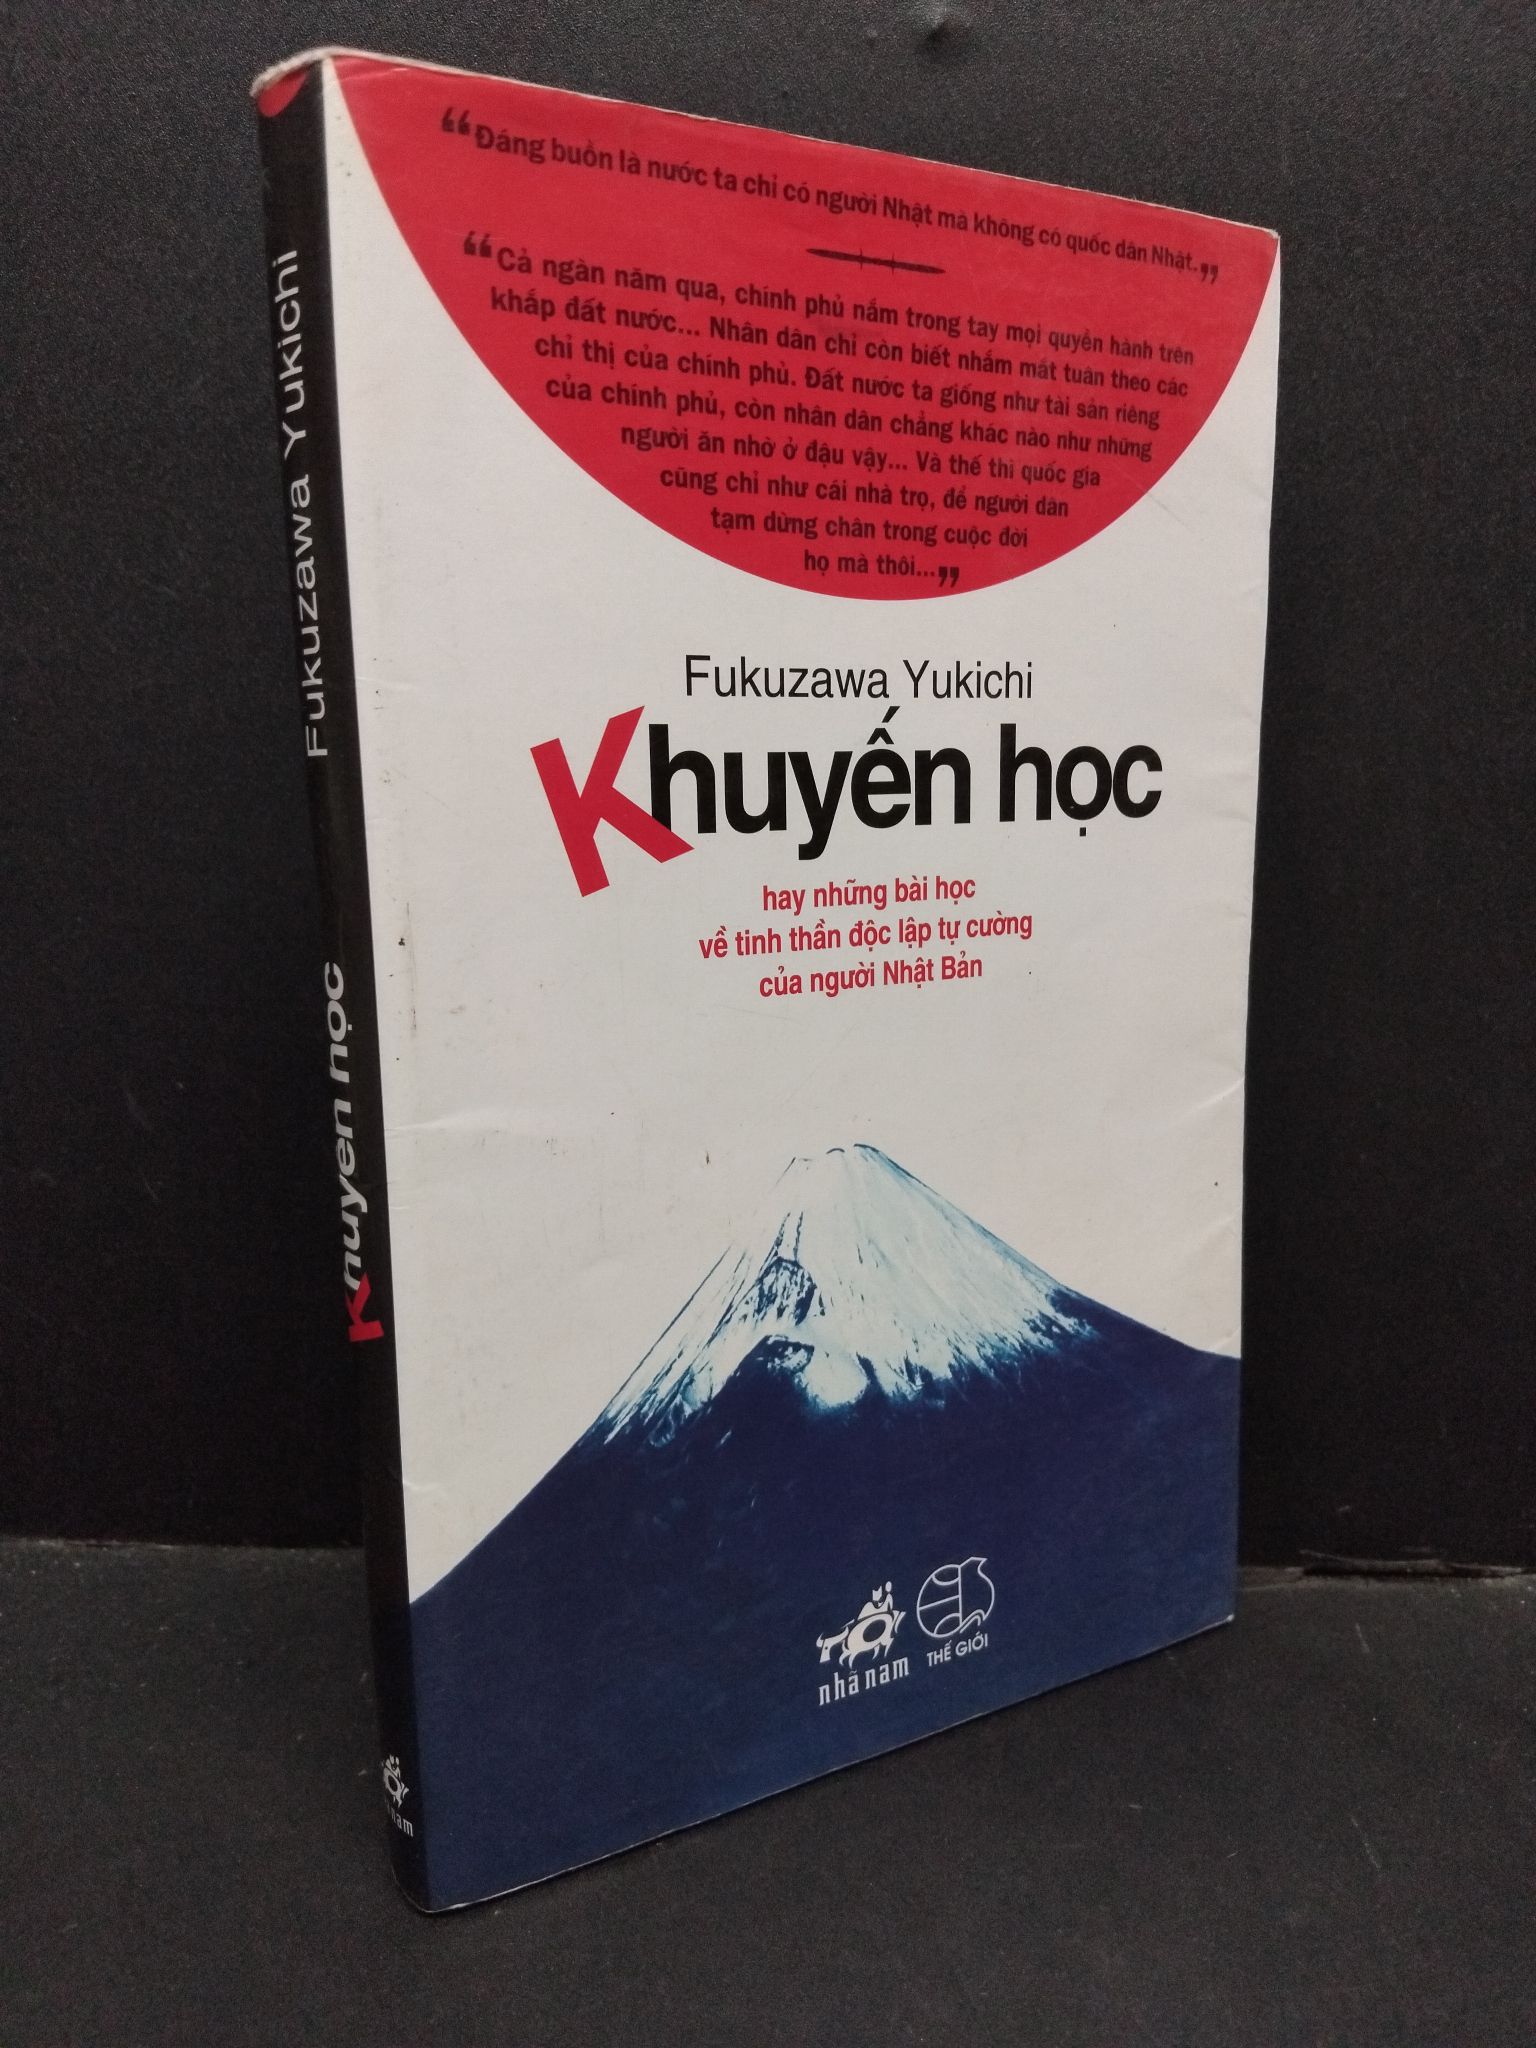 “Đáng buồn là nước ta chỉ có người Nhật mà không có quốc dân Nhật.”
“Cả ngàn năm qua, chính phủ nắm trong tay mọi quyền hành trên
khắp đất nước... Nhân dân chỉ còn biết nhắm mắt tuân theo các
chỉ thị của chính phủ. Đất nước ta giống như tài sản riêng
của chính phủ, còn nhân dân chẳng khác nào như những
người ăn nhờ ở đậu vậy... Và thế thì quốc gia
cũng chỉ như cái nhà trọ, để người dân
tạm dừng chân trong cuộc đời
họ mà thôi...”
Fukuzawa Yukichi
Khuyến học
hay những bài học
về tinh thần độc lập tự cường
của người Nhật Bản
nhã nam
THẾ GIỚI
Fukuzawa Yukichi
Khuyến học
nhã nam